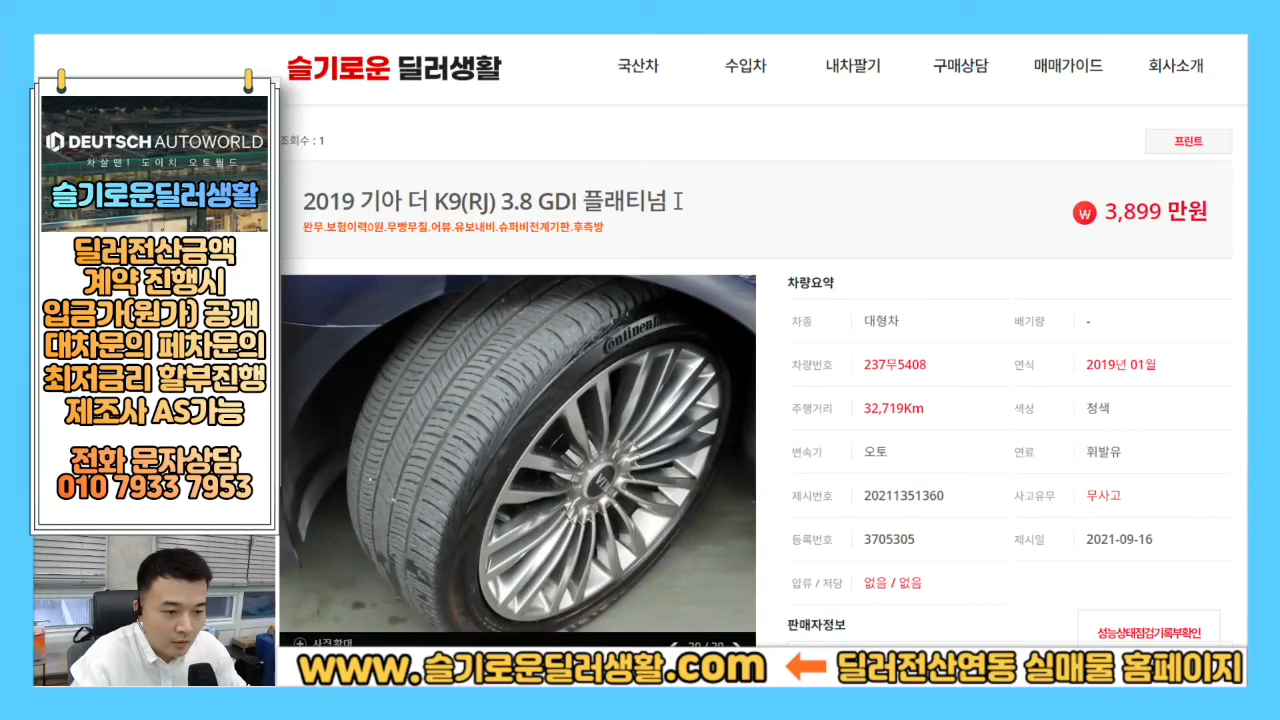 슬기로운 딜러생활
국산차 수입차 내차팔기 구매상담 매매가이드 회사소개
DEUTSCH AUTOWORLD
차살땐! 도이치 오토월드
슬기로운딜러생활
딜러전산금액
계약 진행시
입금가(원가) 공개
대차문의 폐차문의
최저금리 할부진행
제조사 AS가능
전화 문자상담
010 7933 7953
조회수 : 1
프린트
2019 기아 더 K9(RJ) 3.8 GDI 플래티넘
완무.보험이력0원.무빵무칠.어뷰.유보내비.슈퍼비전계기판.후측방
₩ 3,899 만원
Continental
VII
차량요약
차종 대형차 배기량 -
차량번호 237무5408 연식 2019년 01월
주행거리 32,719Km 색상 청색
변속기 오토 연료 휘발유
제시번호 20211351360 사고유무 무사고
등록번호 3705305 제시일 2021-09-16
압류 / 저당 없음 / 없음
판매자정보
성능상태점검기록부확인
사진확대
20 / 20
www.슬기로운딜러생활.com ← 딜러전산연동 실매물 홈페이지